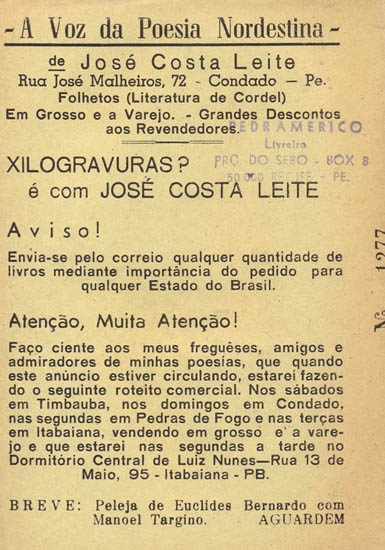 - A Voz da Poesia Nordestina -
de José Costa Leite
Rua José Malheiros, 72 - Condado — Pe.
Folhetos (Literatura de Cordel)
Em Grosso e a Varejo. - Grandes Descontos
aos Revendedores.
PEDRAMERICO
Livreiro
PRÇ. DO SEBO - BOX 8
50.000 RECIFE - PE.
XILOGRAVURAS?
é com JOSÉ COSTA LEITE
Aviso!
Envia-se pelo correio qualquer quantidade de
livros mediante importância do pedido para
qualquer Estado do Brasil.
Atenção, Muita Atenção!
Faço ciente aos meus freguêses, amigos e
admiradores de minhas poesías, que quando
este anúncio estiver circulando, estarei fazen-
do o seguinte roteito comercial. Nos sábados
em Timbauba, nos domingos em Condado,
nas segundas em Pedras de Fogo e nas terças
em Itabaiana, vendendo em grosso e a vare-
jo e que estarei nas segundas a tarde no
Dormitório Central de Luiz Nunes—Rua 13 de
Maio, 95 - Itabaiana - PB.
BREVE: Peleja de Euclides Bernardo com
Manoel Targino. AGUARDEM
Nº 1277